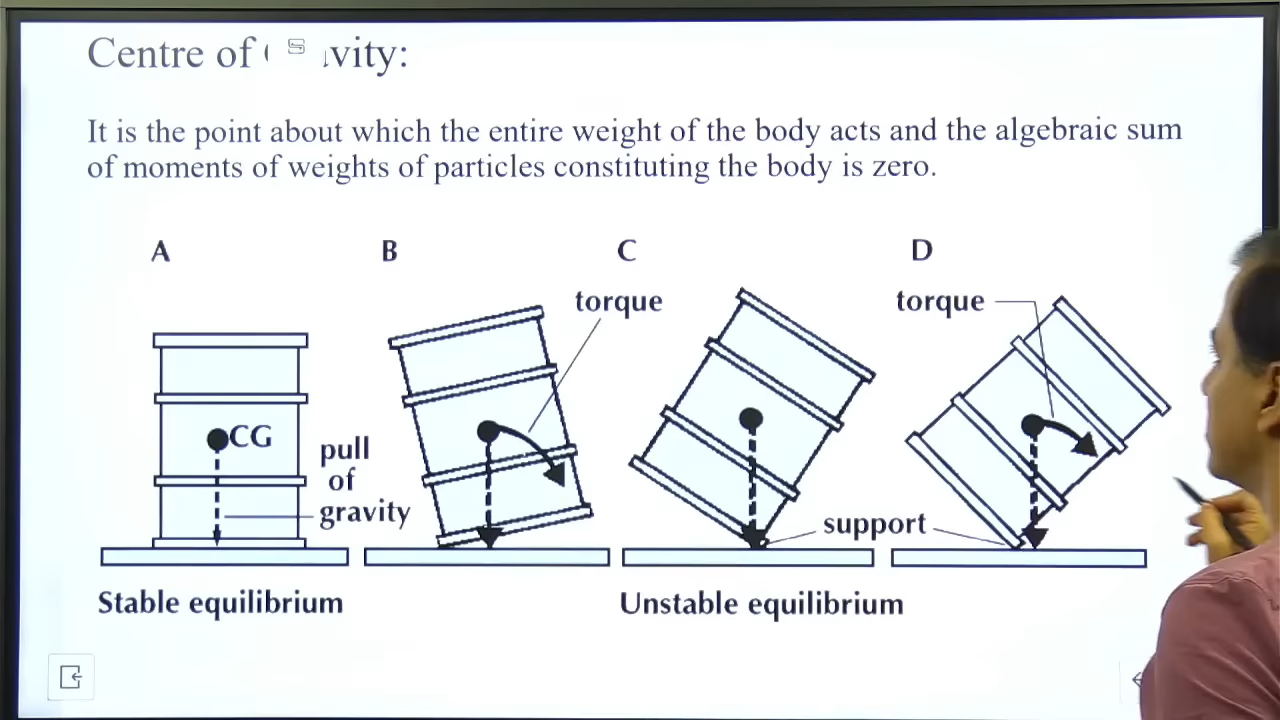 Centre of vity:
It is the point about which the entire weight of the body acts and the algebraic sum
of moments of weights of particles constituting the body is zero.
A B C D
torque torque
CG
pull
of
gravity
support
Stable equilibrium Unstable equilibrium